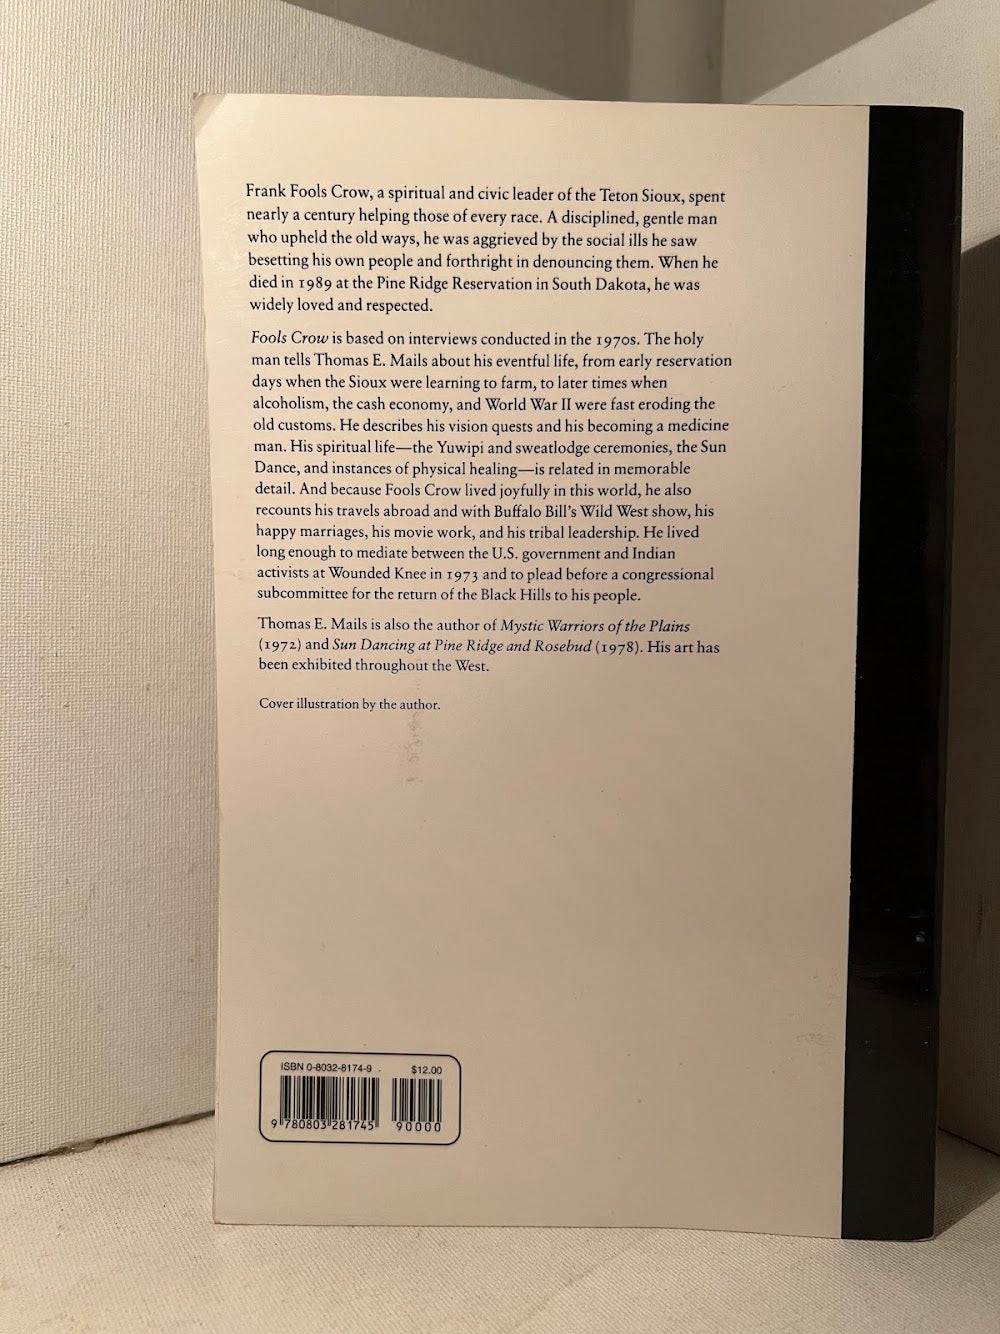 Frank Fools Crow, a spiritual and civic leader of the Teton Sioux, spent
nearly a century helping those of every race. A disciplined, gentle man
who upheld the old ways, he was aggrieved by the social ills he saw
besetting his own people and forthright in denouncing them. When he
died in 1989 at the Pine Ridge Reservation in South Dakota, he was
widely loved and respected.
Fools Crow is based on interviews conducted in the 1970s. The holy
man tells Thomas E. Mails about his eventful life, from early reservation
days when the Sioux were learning to farm, to later times when
alcoholism, the cash economy, and World War II were fast eroding the
old customs. He describes his vision quests and his becoming a medicine
man. His spiritual life—the Yuwipi and sweatlodge ceremonies, the Sun
Dance, and instances of physical healing—is related in memorable
detail. And because Fools Crow lived joyfully in this world, he also
recounts his travels abroad and with Buffalo Bill's Wild West show, his
happy marriages, his movie work, and his tribal leadership. He lived
long enough to mediate between the U.S. government and Indian
activists at Wounded Knee in 1973 and to plead before a congressional
subcommittee for the return of the Black Hills to his people.
Thomas E. Mails is also the author of Mystic Warriors of the Plains
(1972) and Sun Dancing at Pine Ridge and Rosebud (1978). His art has
been exhibited throughout the West.
Cover illustration by the author.
ISBN 0-8032-8174-9 $12.00
9 780803 281745 90000